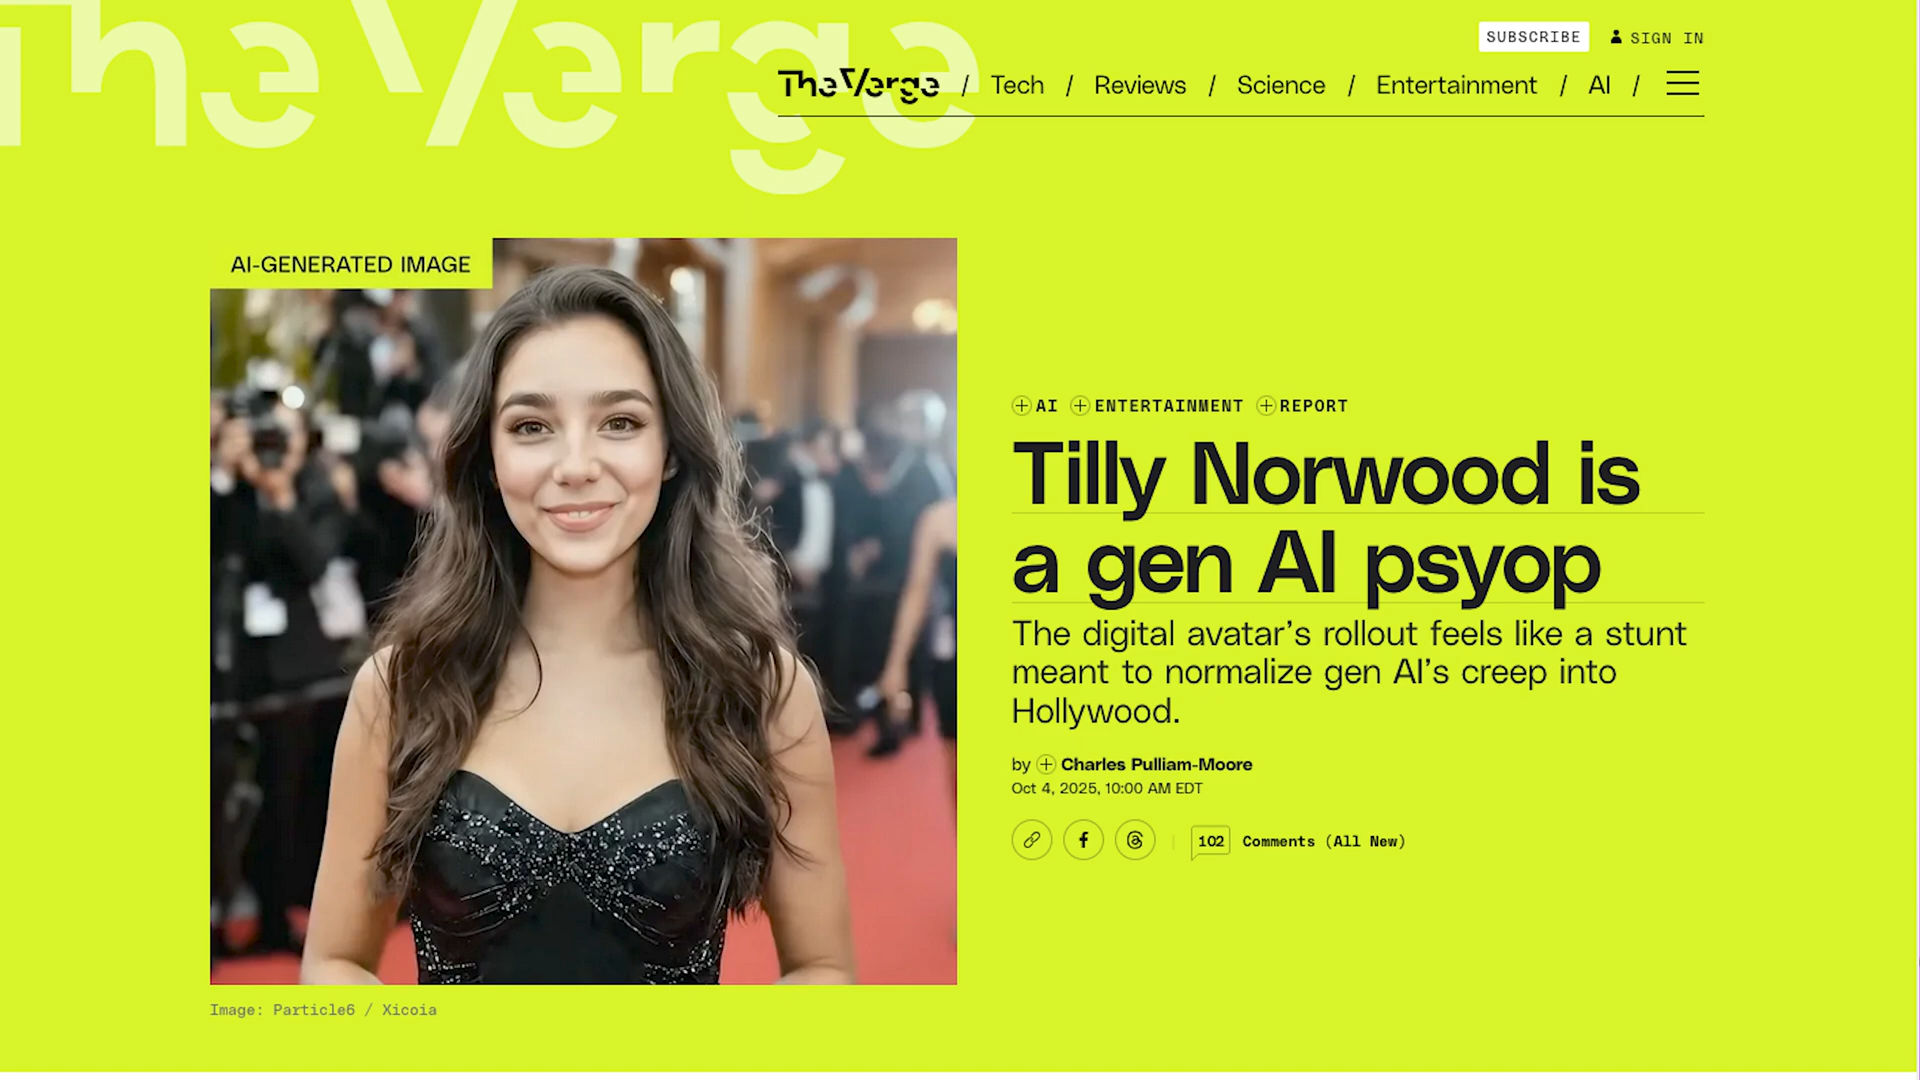 The Verge
SUBSCRIBE
SIGN IN
The Verge / Tech / Reviews / Science / Entertainment / AI /
AI-GENERATED IMAGE
AI ENTERTAINMENT REPORT
Tilly Norwood is
a gen AI psyop
The digital avatar’s rollout feels like a stunt
meant to normalize gen AI’s creep into
Hollywood.
by Charles Pulliam-Moore
Oct 4, 2025, 10:00 AM EDT
102 Comments (All New)
Image: Particle6 / Xicoia